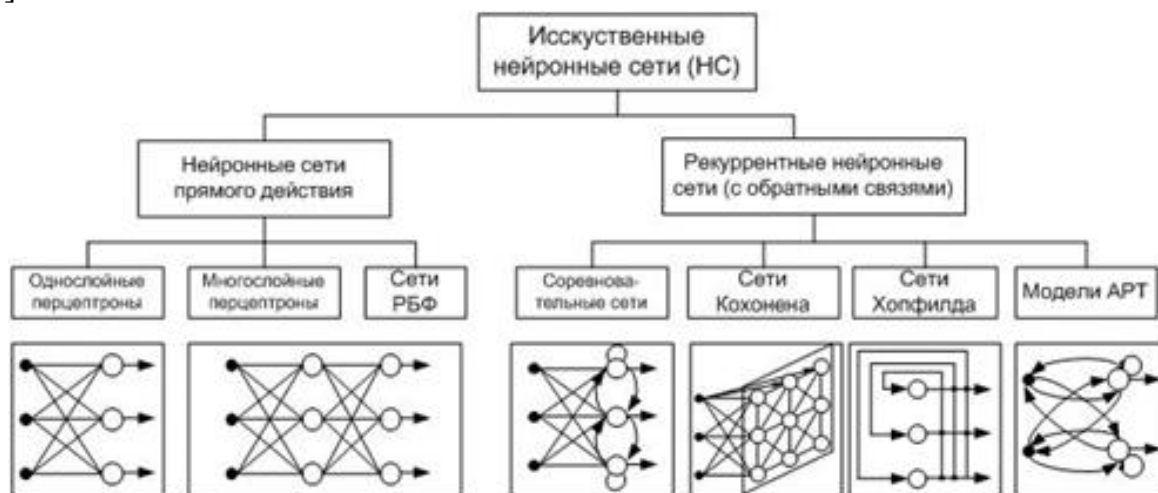 ]
Исскуственные
нейронные сети (НС)
Нейронные сети
прямого действия
Рекуррентные нейронные
сети (с обратными связями)
Однослойные
перцептроны
Многослойные
перцептроны
Сети
РБФ
Соревнова-
тельные сети
Сети
Кохонена
Сети
Хопфилда
Модели АРТ